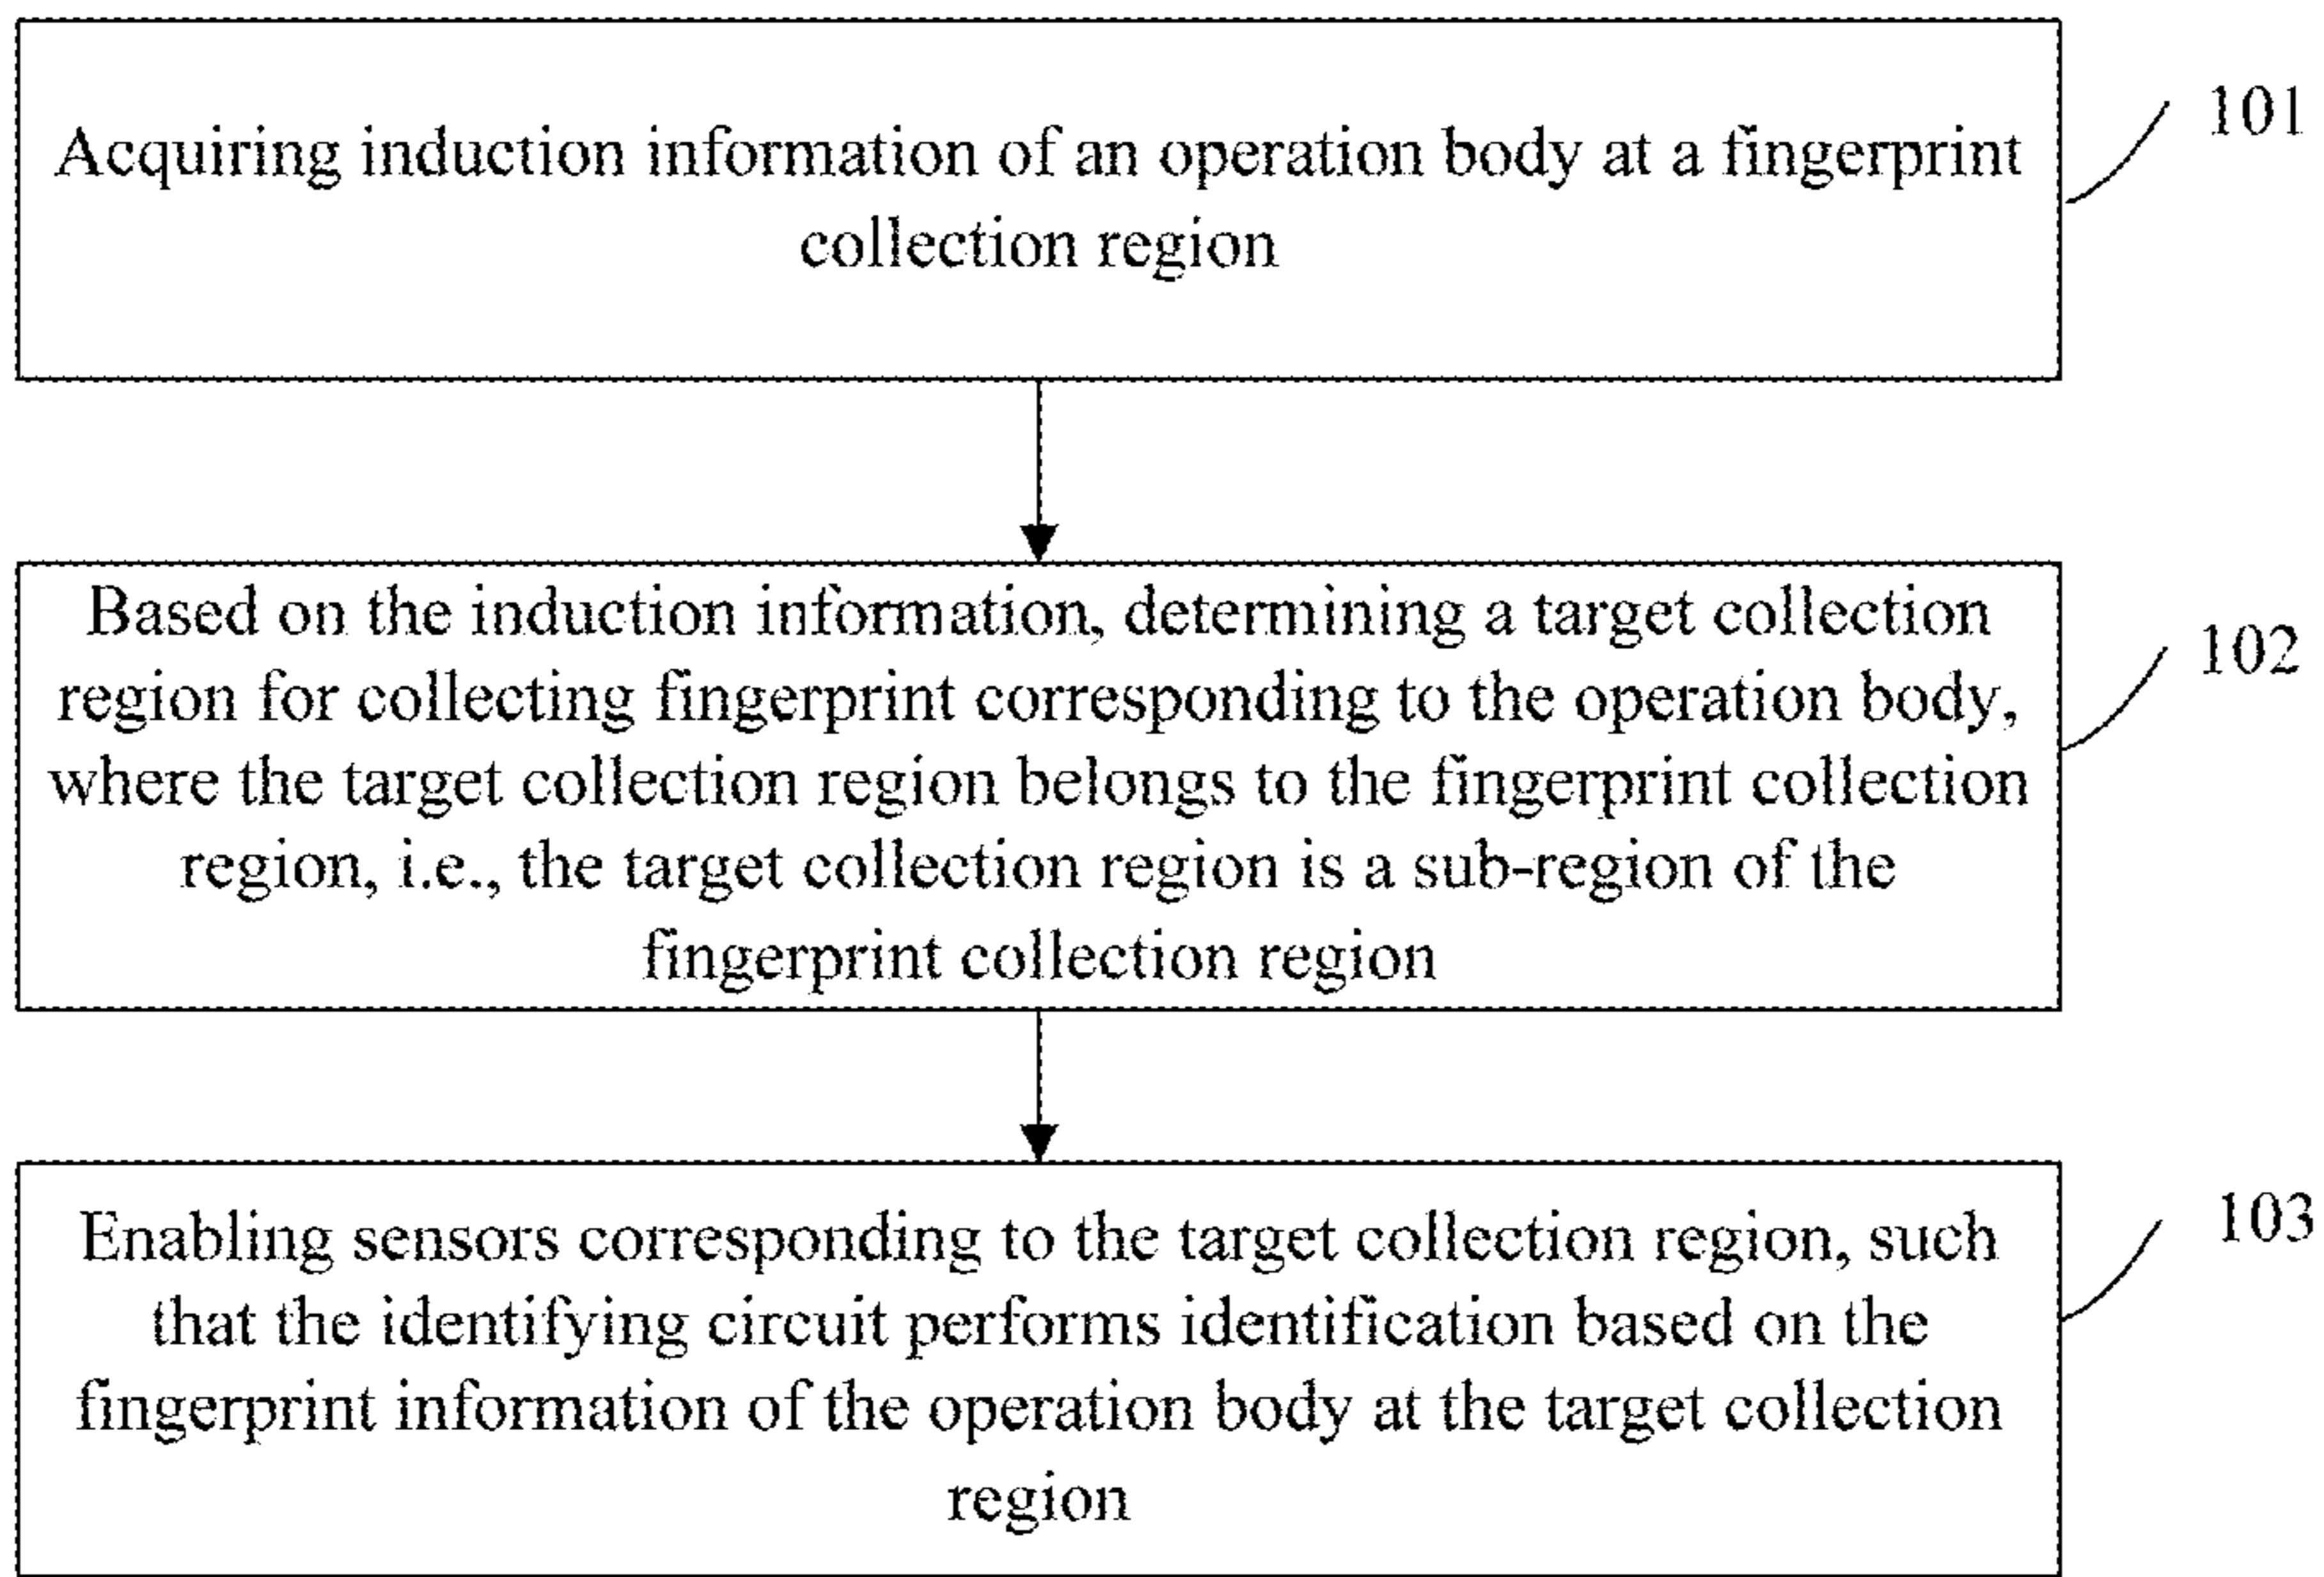 Acquiring induction information of an operation body at a fingerprint
collection region
101
Based on the induction information, determining a target collection
region for collecting fingerprint corresponding to the operation body,
where the target collection region belongs to the fingerprint collection
region, i.e., the target collection region is a sub-region of the
fingerprint collection region
102
Enabling sensors corresponding to the target collection region, such
that the identifying circuit performs identification based on the
fingerprint information of the operation body at the target collection
region
103